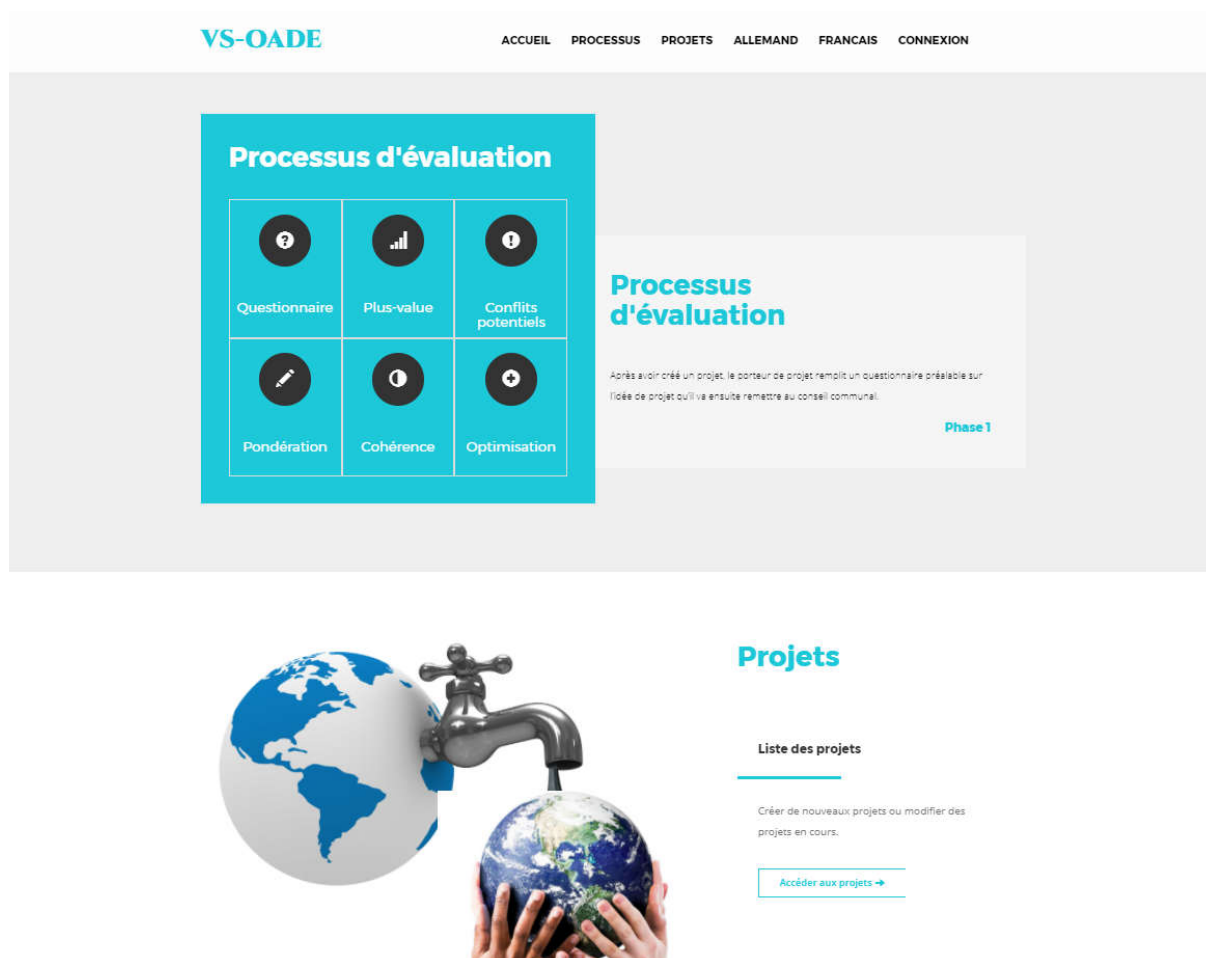 VS-OADE
ACCUEIL PROCESSUS PROJETS ALLEMAND FRANCAIS CONNEXION
Processus d'évaluation
Questionnaire
Plus-value
Conflits
potentiels
Pondération
Cohérence
Optimisation
Processus
d'évaluation
Après avoir créé un projet, le porteur de projet remplit un questionnaire préalable sur
l'idée de projet qu'il va ensuite remettre au conseil communal.
Phase 1
Projets
Liste des projets
Créer de nouveaux projets ou modifier des
projets en cours.
Accéder aux projets ➔